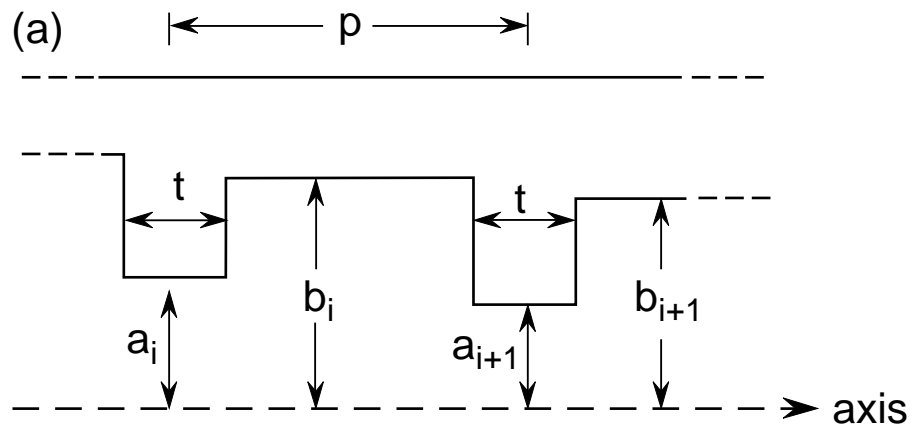 (a) p
t
t
b_i
b_{i+1}
a_i
a_{i+1}
axis